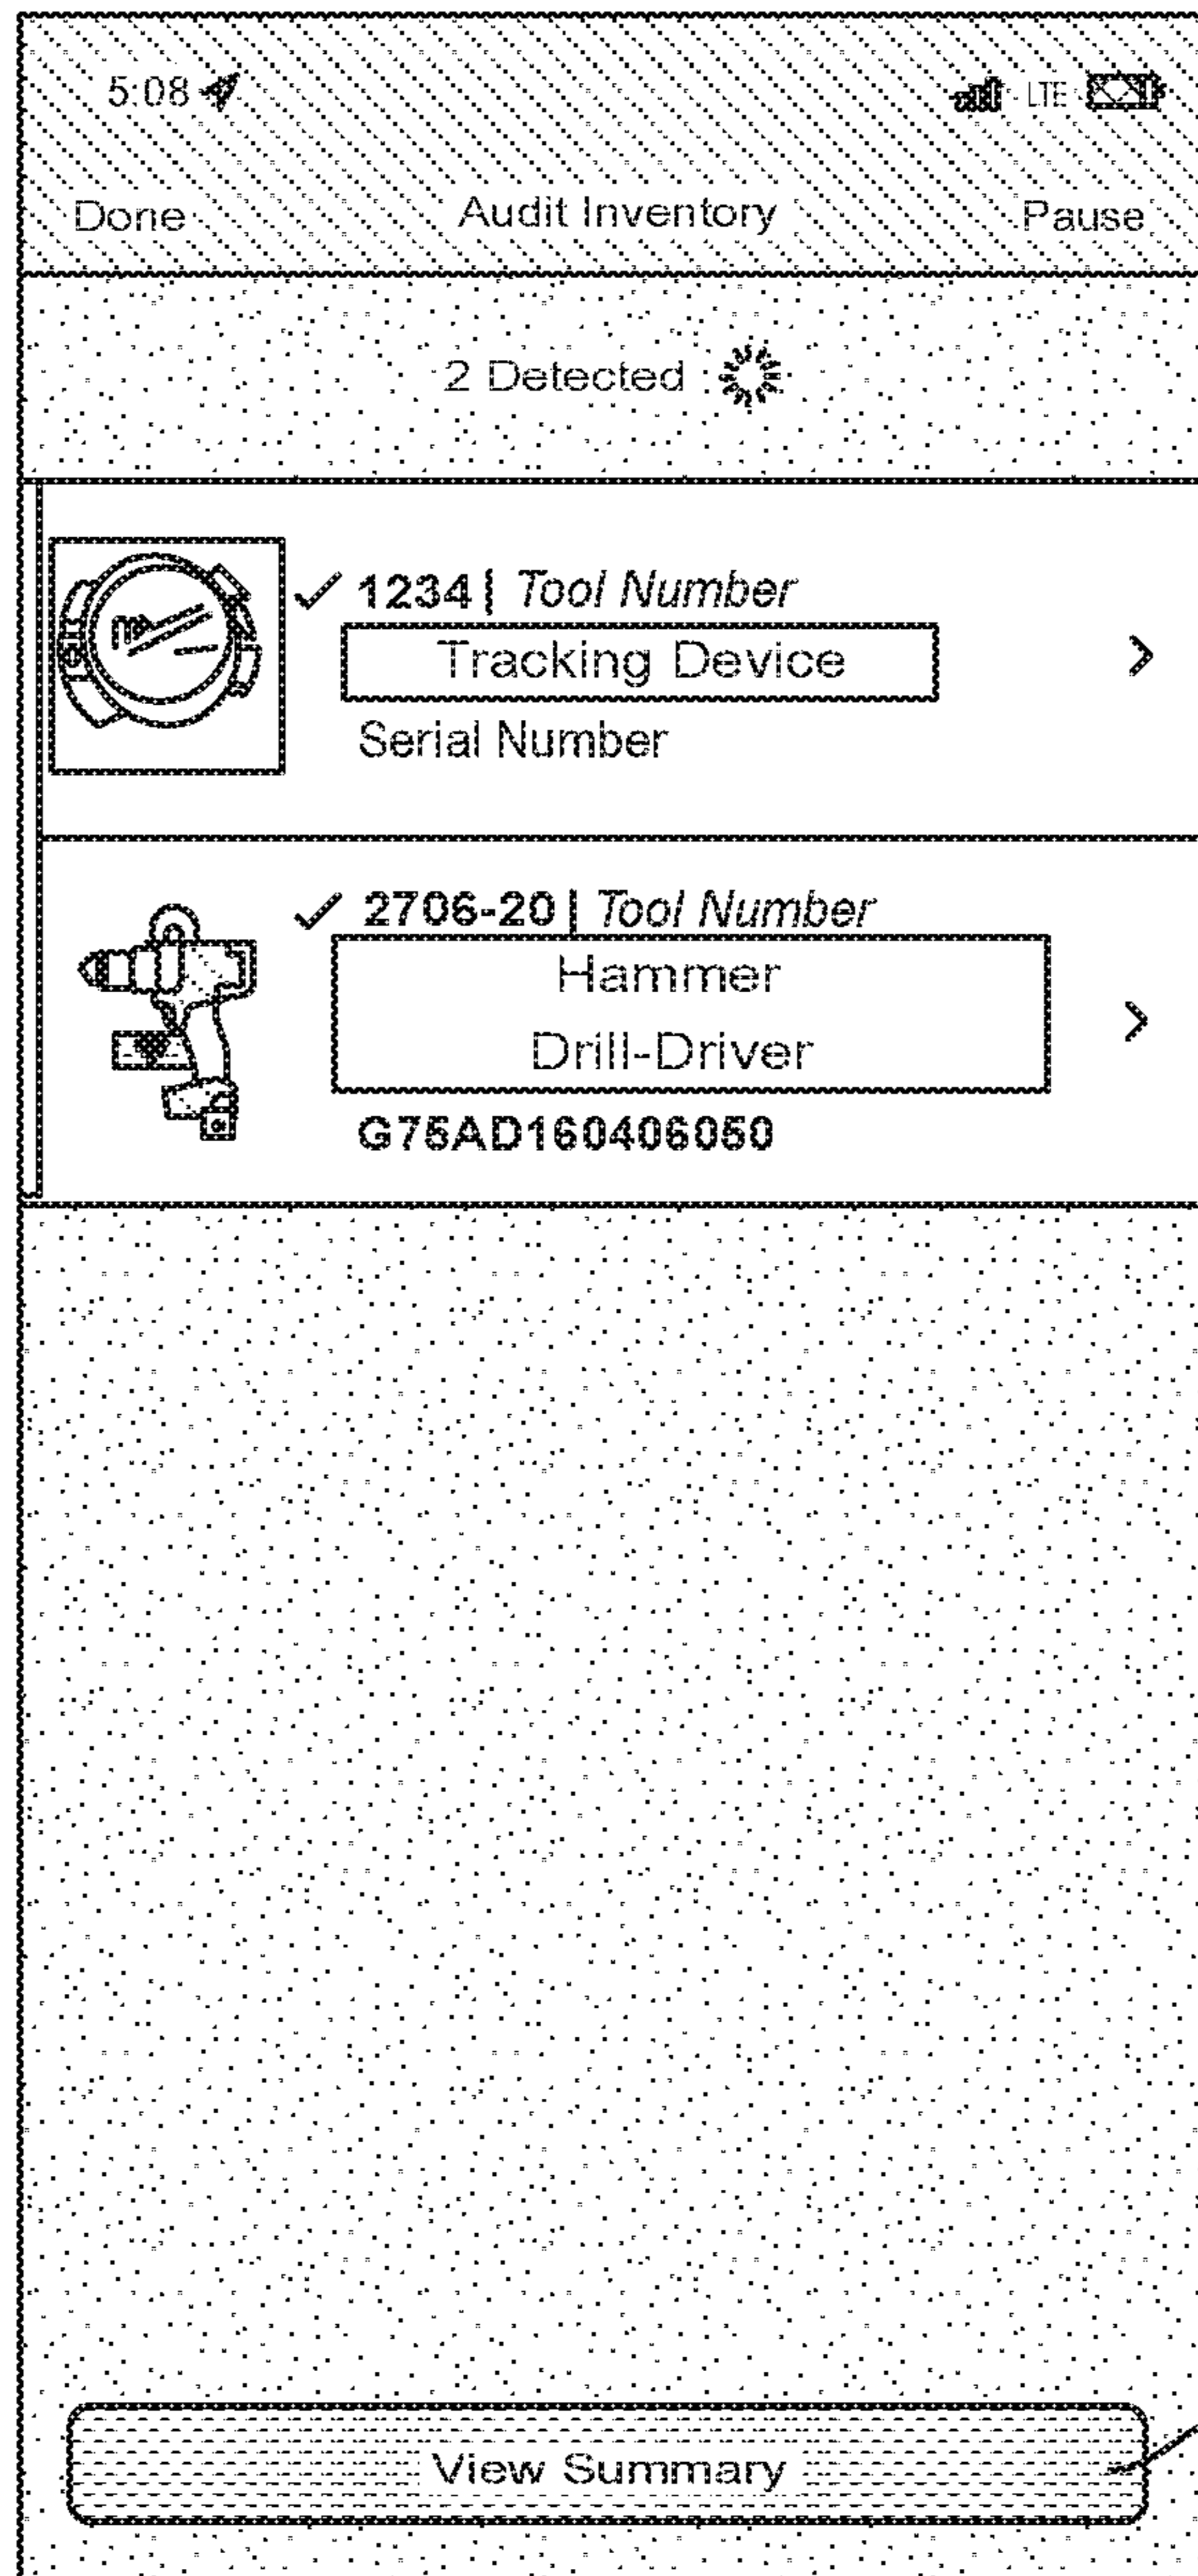 5:08 LTE
Done Audit Inventory Pause
2 Detected
1234 | Tool Number
Tracking Device
Serial Number
2706-20 | Tool Number
Hammer
Drill-Driver
G75AD160406050
View Summary